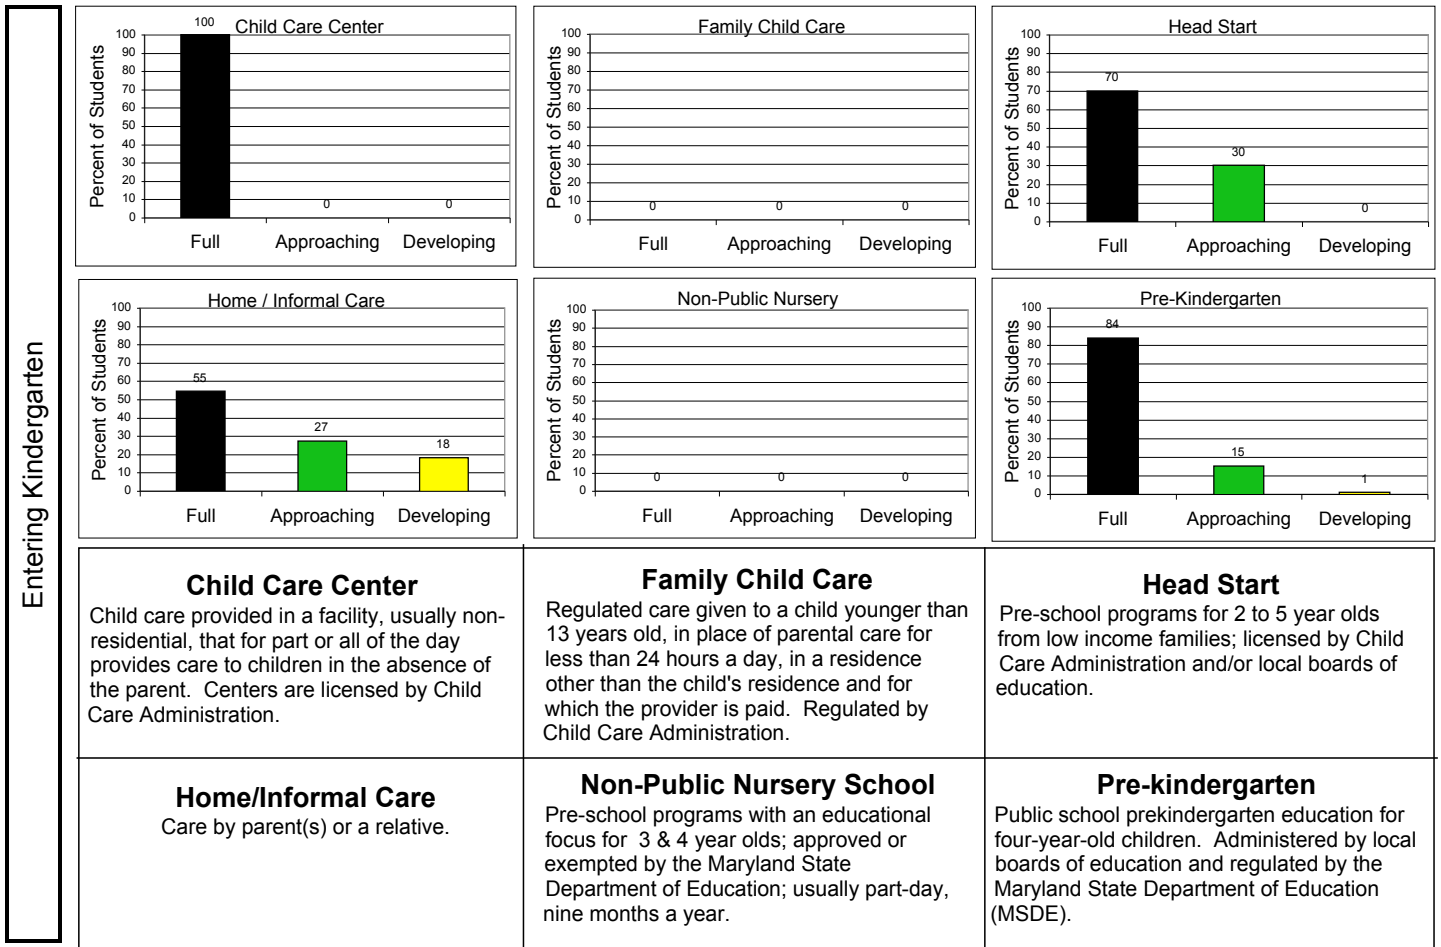 Entering Kindergarten
Child Care Center
Percent of Students
100
90
80
70
60
50
40
30
20
10
0
100
0
0
Full Approaching Developing
Family Child Care
Percent of Students
100
90
80
70
60
50
40
30
20
10
0
0
0
0
Full Approaching Developing
Head Start
Percent of Students
100
90
80
70
60
50
40
30
20
10
0
70
30
0
Full Approaching Developing
Home / Informal Care
Percent of Students
100
90
80
70
60
50
40
30
20
10
0
55
27
18
Full Approaching Developing
Non-Public Nursery
Percent of Students
100
90
80
70
60
50
40
30
20
10
0
0
0
0
Full Approaching Developing
Pre-Kindergarten
Percent of Students
100
90
80
70
60
50
40
30
20
10
0
84
15
1
Full Approaching Developing
Child Care Center
Child care provided in a facility, usually non-
residential, that for part or all of the day
provides care to children in the absence of
the parent. Centers are licensed by Child
Care Administration.
Family Child Care
Regulated care given to a child younger than
13 years old, in place of parental care for
less than 24 hours a day, in a residence
other than the child's residence and for
which the provider is paid. Regulated by
Child Care Administration.
Head Start
Pre-school programs for 2 to 5 year olds
from low income families; licensed by Child
Care Administration and/or local boards of
education.
Home/Informal Care
Care by parent(s) or a relative.
Non-Public Nursery School
Pre-school programs with an educational
focus for 3 & 4 year olds; approved or
exempted by the Maryland State
Department of Education; usually part-day,
nine months a year.
Pre-kindergarten
Public school prekindergarten education for
four-year-old children. Administered by local
boards of education and regulated by the
Maryland State Department of Education
(MSDE).